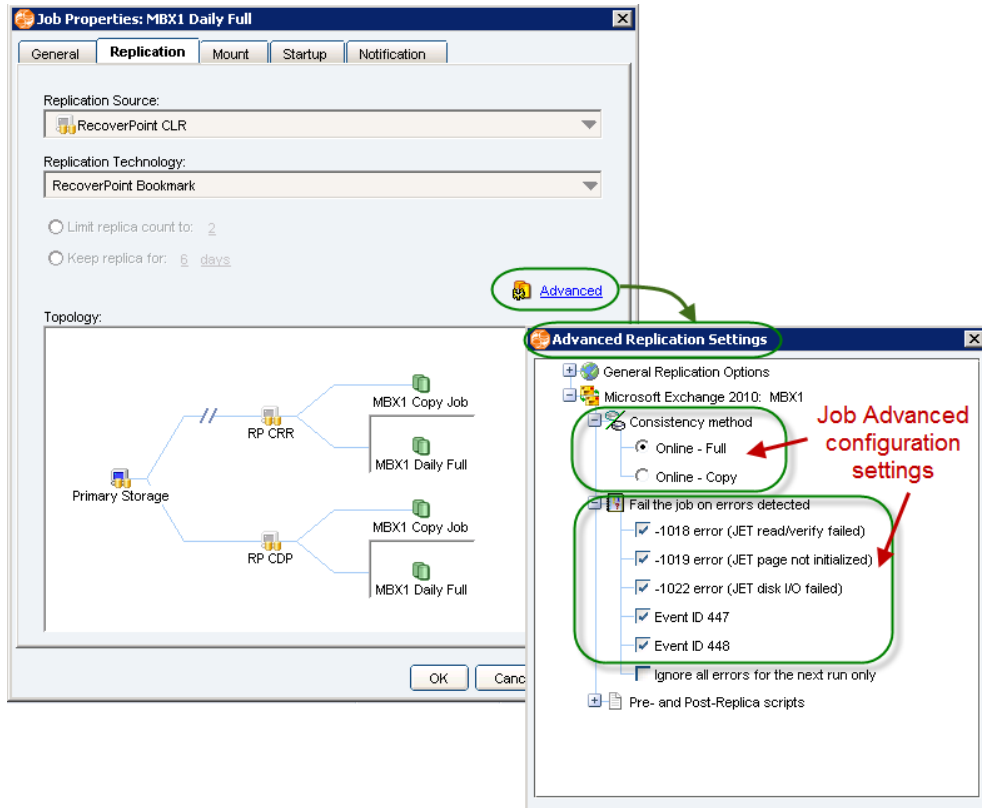 Job Properties: MBX1 Daily Full
General
Replication
Mount
Startup
Notification
Replication Source:
RecoverPoint CLR
Replication Technology:
RecoverPoint Bookmark
Limit replica count to: 2
Keep replica for: 6 days
Advanced
Topology:
MBX1 Copy Job
RP CRR
MBX1 Daily Full
Primary Storage
MBX1 Copy Job
RP CDP
MBX1 Daily Full
OK
Canc
Advanced Replication Settings
General Replication Options
Microsoft Exchange 2010: MBX1
Consistency method
Online - Full
Online - Copy
Job Advanced
configuration
settings
Fail the job on errors detected
-1018 error (JET read/verify failed)
-1019 error (JET page not initialized)
-1022 error (JET disk I/O failed)
Event ID 447
Event ID 448
Ignore all errors for the next run only
Pre- and Post-Replica scripts